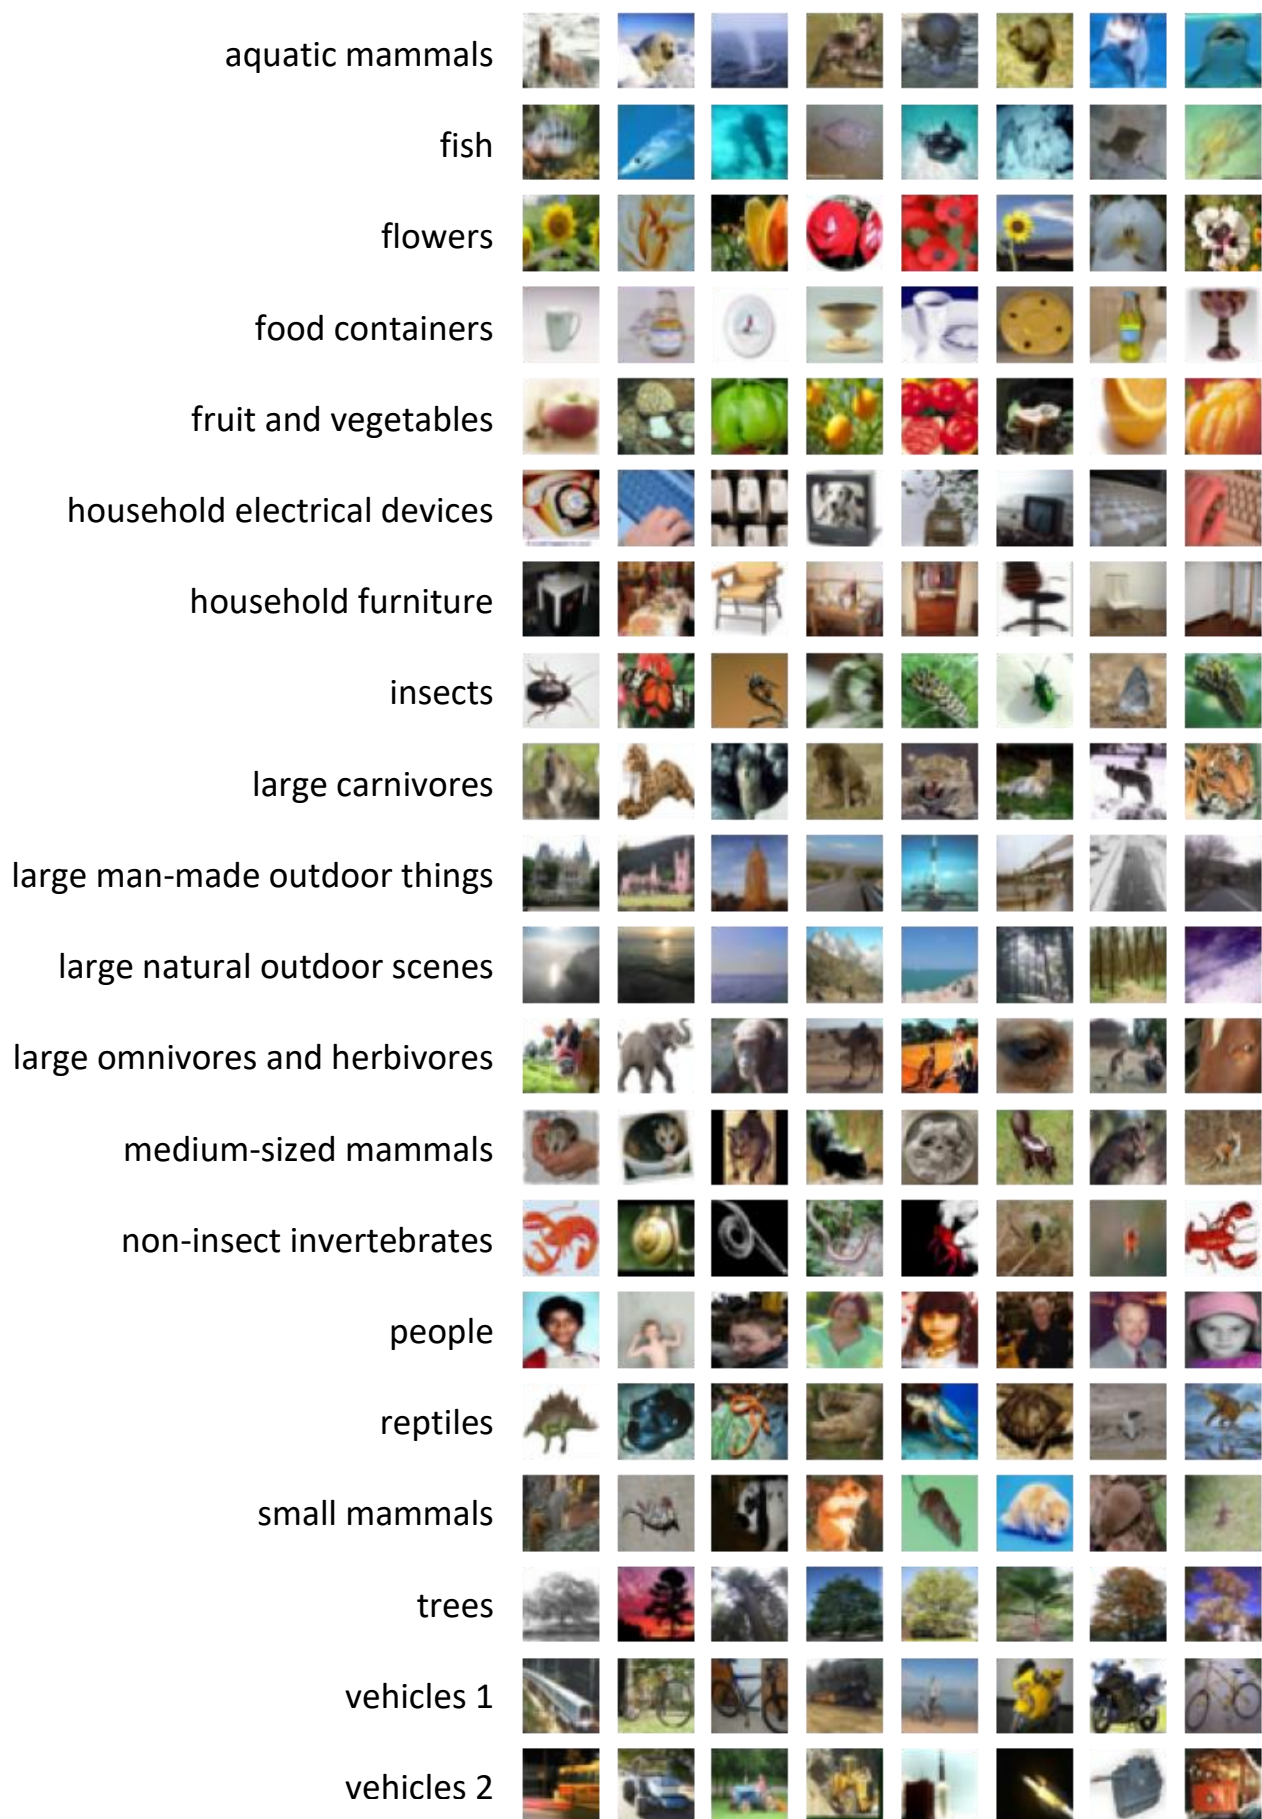 aquatic mammals
fish
flowers
food containers
fruit and vegetables
household electrical devices
household furniture
insects
large carnivores
large man-made outdoor things
large natural outdoor scenes
large omnivores and herbivores
medium-sized mammals
non-insect invertebrates
people
reptiles
small mammals
trees
vehicles 1
vehicles 2